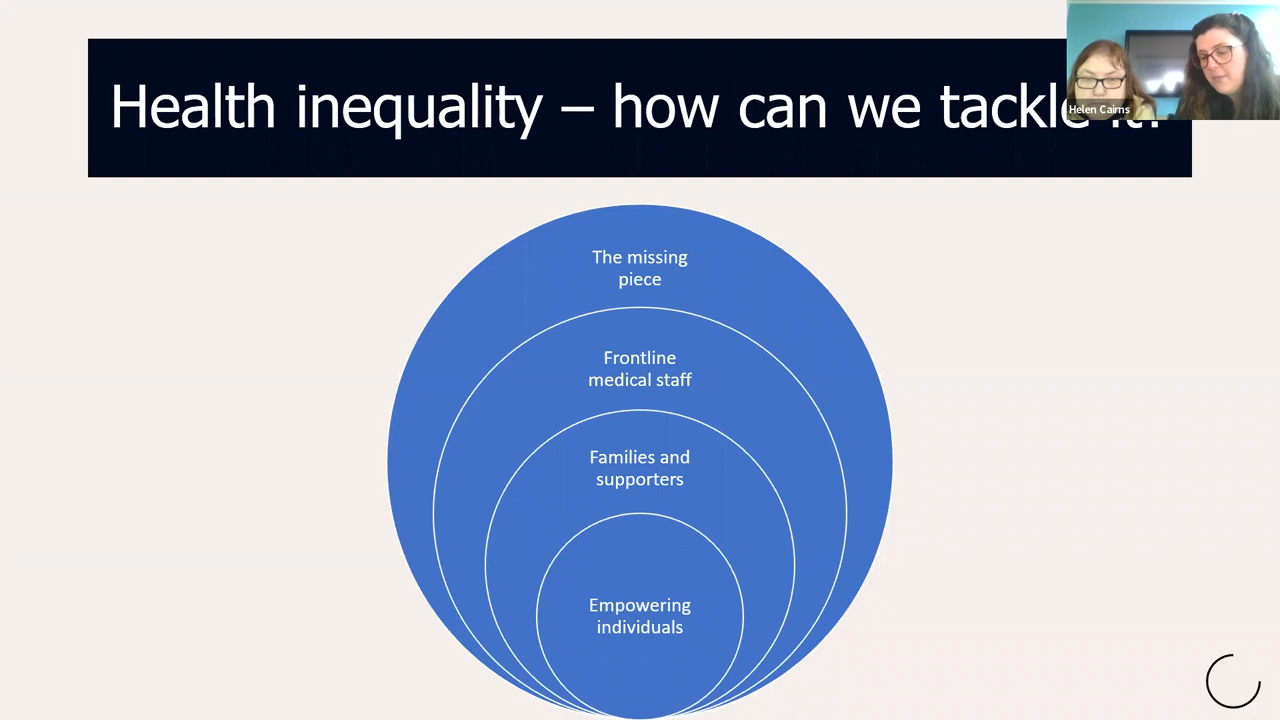 Health inequality – how can we tackle it?
Helen Cairns
The missing
piece
Frontline
medical staff
Families and
supporters
Empowering
individuals